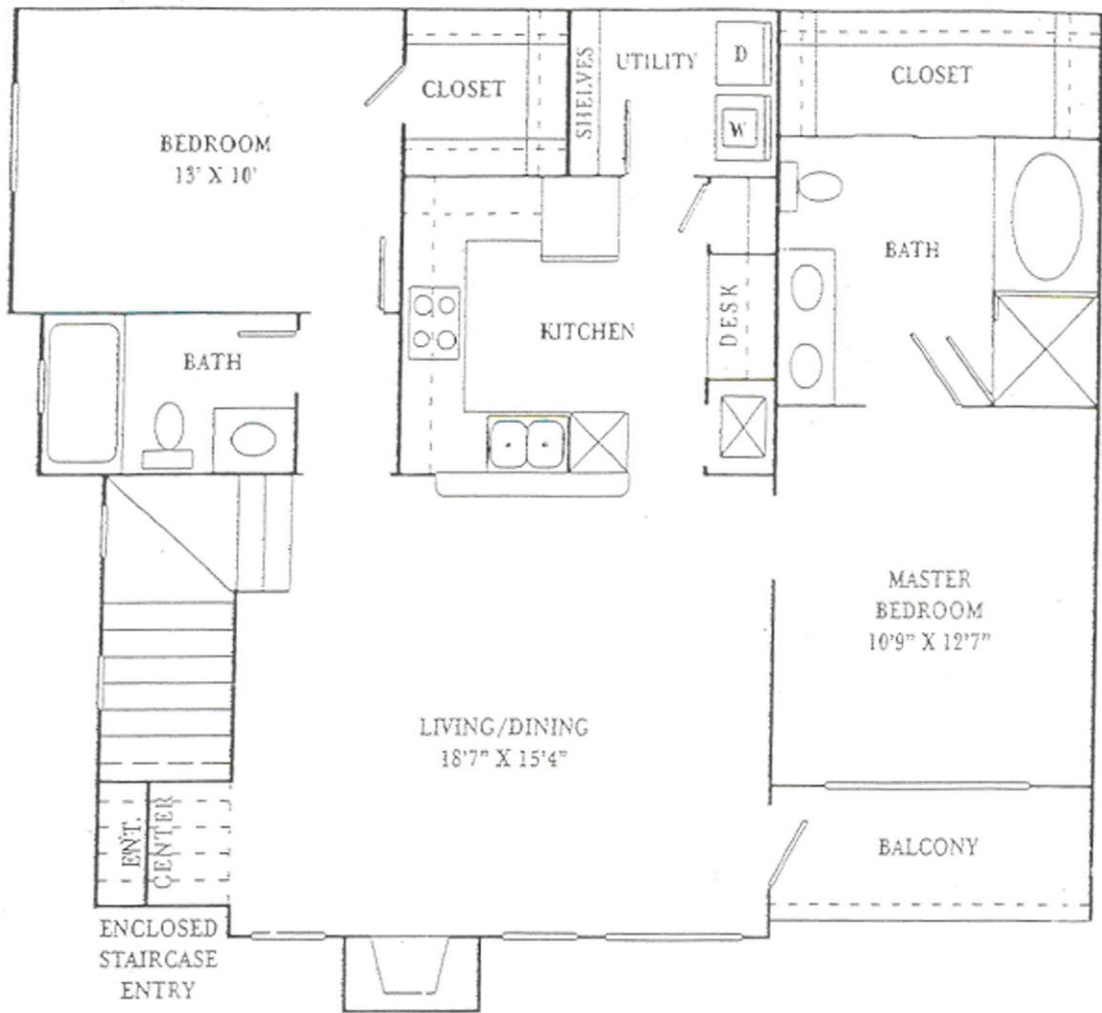 BEDROOM
13' X 10'
CLOSET
SHELVES
UTILITY
D
W
CLOSET
BATH
KITCHEN
DESK
BATH
MASTER
BEDROOM
10'9" X 12'7"
LIVING/DINING
18'7" X 15'4"
ENT.
CENTER
BALCONY
ENCLOSED
STAIRCASE
ENTRY